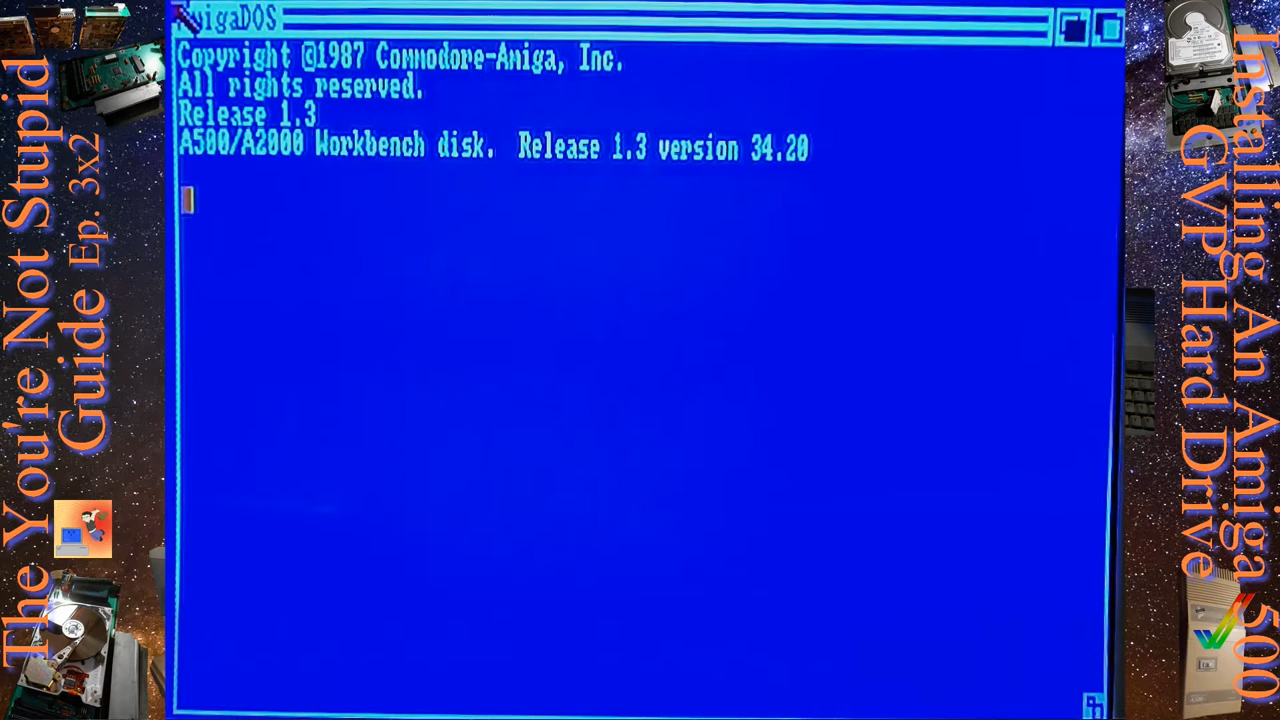 The You're Not Stupid
Guide Ep. 3x2
AmigaDOS
Copyright @1987 Commodore-Amiga, Inc.
All rights reserved.
Release 1.3
A500/A2000 Workbench disk. Release 1.3 version 34.20
Installing An Amiga 500
GVP Hard Drive